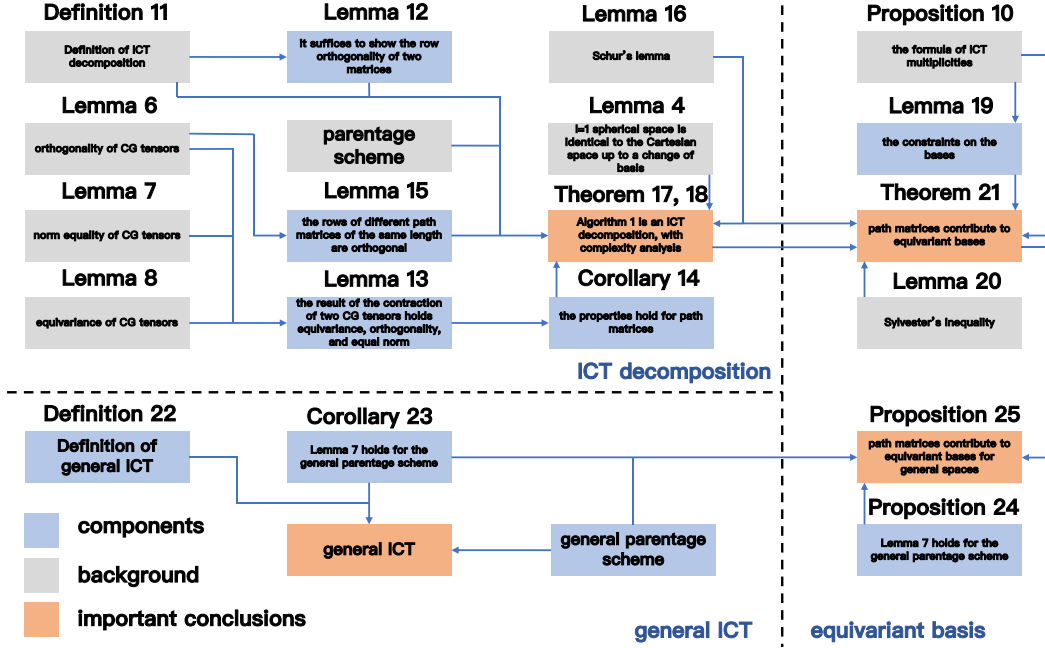 Definition 11
Definition of ICT
decomposition
Lemma 12
It suffices to show the row
orthogonality of two
matrices
Lemma 16
Schur's lemma
Proposition 10
the formula of ICT
multiplicities
Lemma 6
orthogonality of CG tensors
parentage
scheme
Lemma 4
l=1 spherical space is
identical to the Cartesian
space up to a change of
basis
Lemma 19
the constraints on the
bases
Lemma 7
norm equality of CG tensors
Lemma 15
the rows of different path
matrices of the same length
are orthogonal
Theorem 17, 18
Algorithm 1 is an ICT
decomposition, with
complexity analysis
Theorem 21
path matrices contribute to
equivariant bases
Lemma 8
equivariance of CG tensors
Lemma 13
the result of the contraction
of two CG tensors holds
equivariance, orthogonality,
and equal norm
Corollary 14
the properties hold for path
matrices
Lemma 20
Sylvester's inequality
ICT decomposition
Definition 22
Definition of
general ICT
Corollary 23
Lemma 7 holds for the
general parentage scheme
Proposition 25
path matrices contribute to
equivariant bases for
general spaces
general ICT
general parentage
scheme
Proposition 24
Lemma 7 holds for the
general parentage scheme
components
background
important conclusions
general ICT
equivariant basis